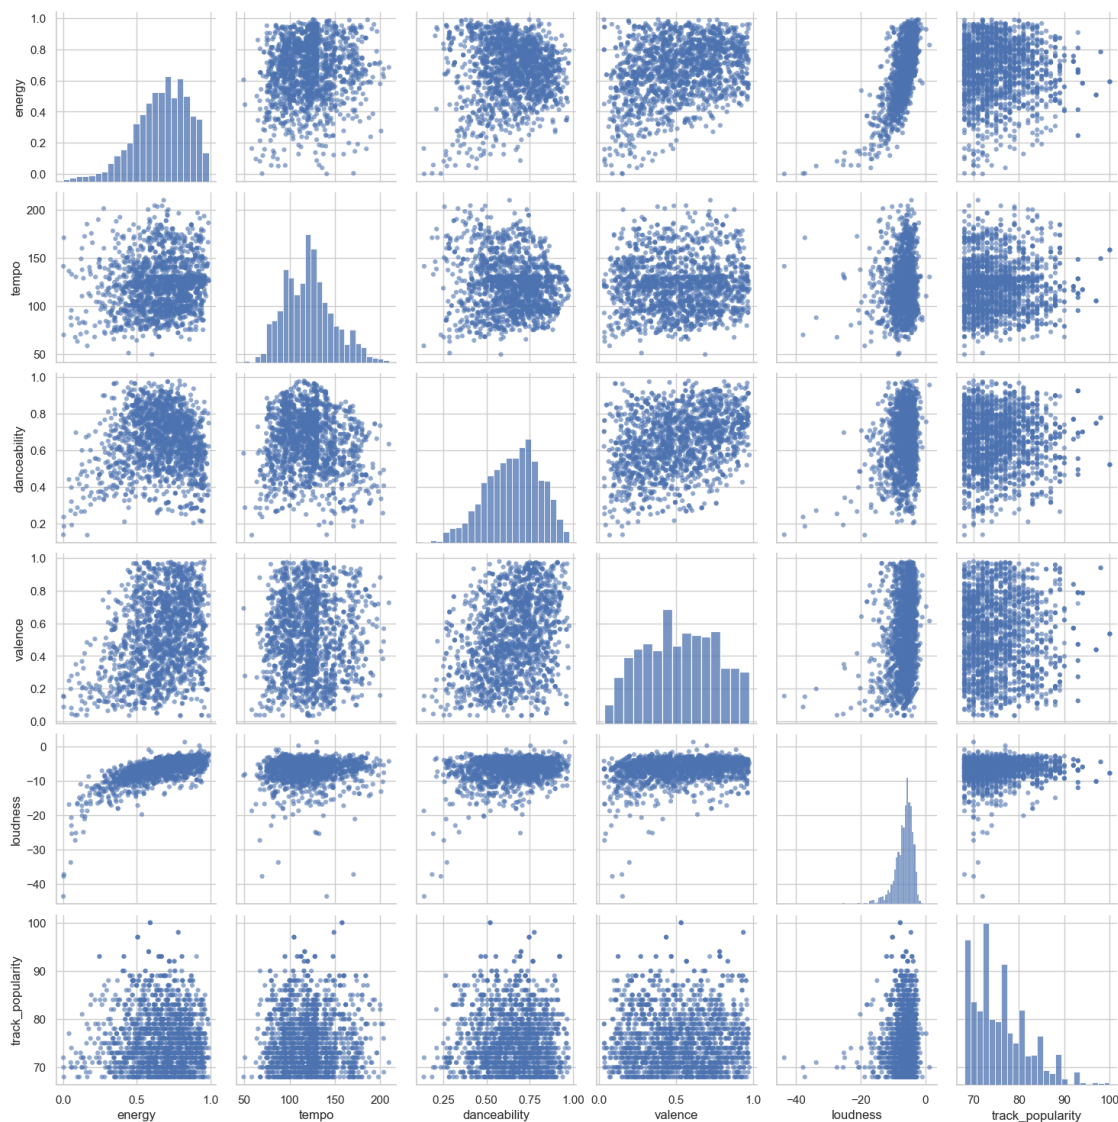 1.0
0.8
0.6
0.4
0.2
0.0
energy
200
150
100
50
tempo
1.0
0.8
0.6
0.4
0.2
danceability
1.0
0.8
0.6
0.4
0.2
0.0
valence
0
−10
−20
−30
−40
loudness
100
90
80
70
track_popularity
0.0 0.5 1.0
energy
50 100 150 200
tempo
0.25 0.50 0.75 1.00
danceability
0.0 0.5 1.0
valence
−40 −20 0
loudness
70 80 90 100
track_popularity